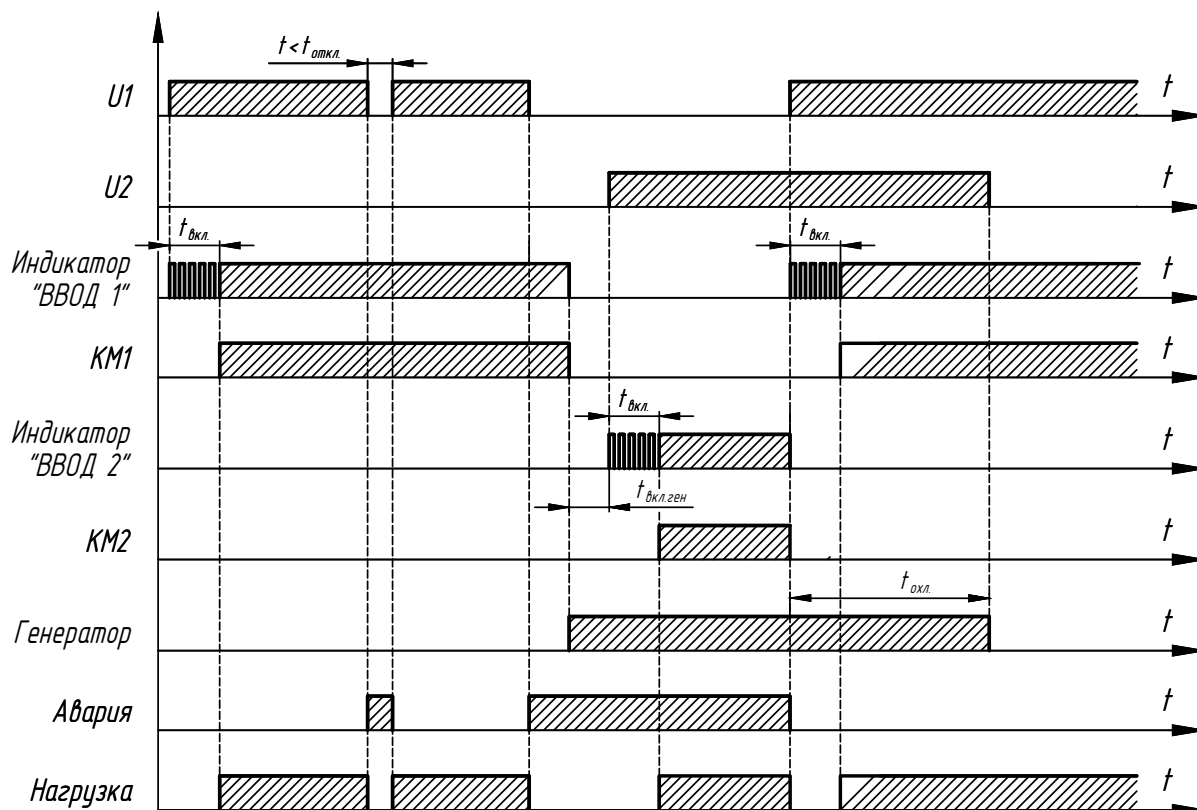 t < tоткл.
U1
t
U2
t
tвкл.
tвкл.
Индикатор
"ВВОД 1"
t
КМ1
t
tвкл.
Индикатор
"ВВОД 2"
t
tвкл.ген
КМ2
t
tохл.
Генератор
t
Авария
t
Нагрузка
t